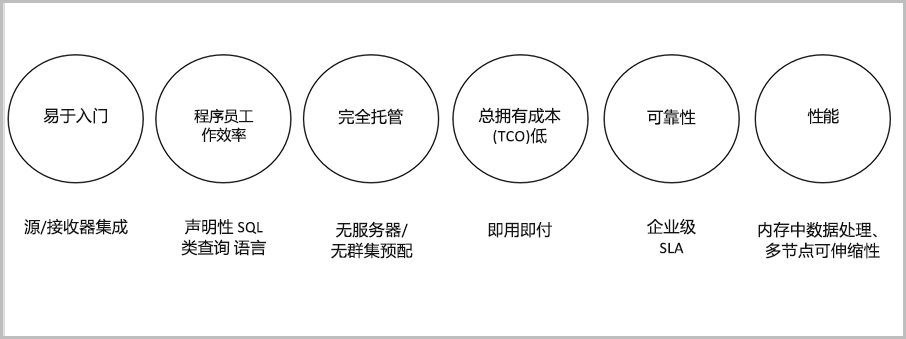 易于入门
程序员工
作效率
完全托管
总拥有成本
(TCO)低
可靠性
性能
源/接收器集成
声明性 SQL
类查询 语言
无服务器/
无群集预配
即用即付
企业级
SLA
内存中数据处理、
多节点可伸缩性